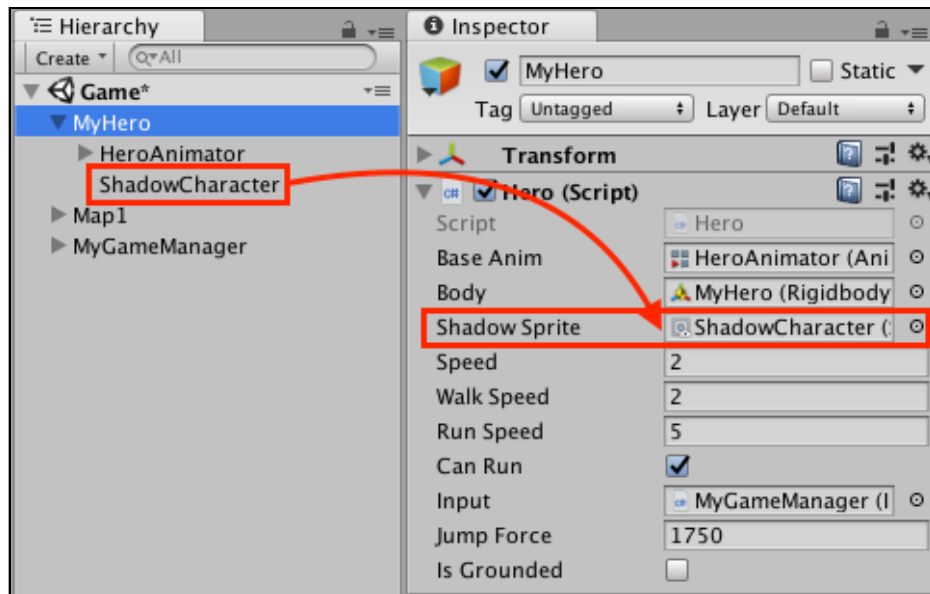 Hierarchy
Create
All
Game*
MyHero
HeroAnimator
ShadowCharacter
Map1
MyGameManager
Inspector
MyHero Static
Tag Untagged Layer Default
Transform
C# Hero (Script)
Script Hero
Base Anim HeroAnimator (Ani
Body MyHero (Rigidbody
Shadow Sprite ShadowCharacter (
Speed 2
Walk Speed 2
Run Speed 5
Can Run
Input MyGameManager (I
Jump Force 1750
Is Grounded